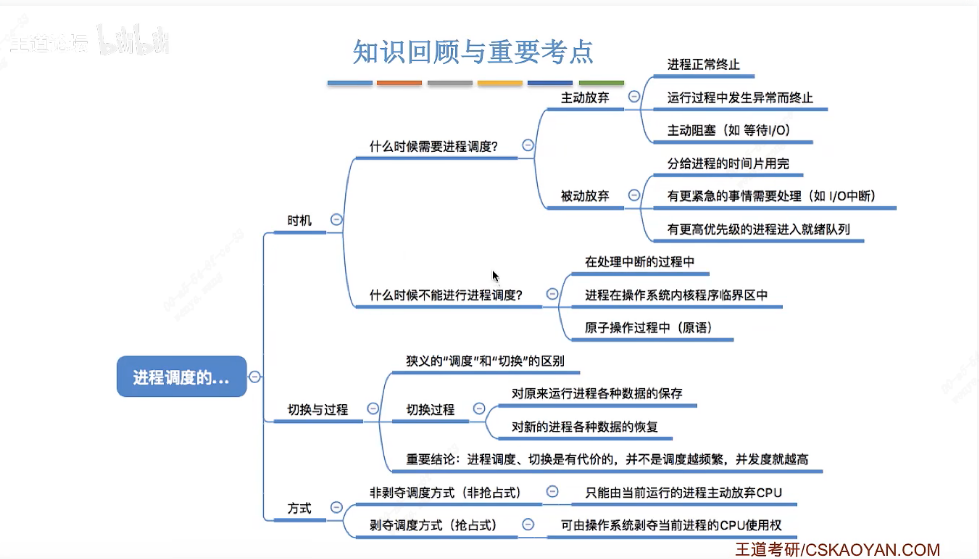 王道论坛 bilibili
知识回顾与重要考点
进程正常终止
主动放弃
运行过程中发生异常而终止
主动阻塞（如 等待I/O）
什么时候需要进程调度？
分给进程的时间片用完
被动放弃
有更紧急的事情需要处理（如 I/O中断）
有更高优先级的进程进入就绪队列
时机
在处理中断的过程中
什么时候不能进行进程调度？
进程在操作系统内核程序临界区中
原子操作过程中（原语）
进程调度的...
狭义的“调度”和“切换”的区别
切换与过程
切换过程
对原来运行进程各种数据的保存
对新的进程各种数据的恢复
重要结论：进程调度、切换是有代价的，并不是调度越频繁，并发度就越高
方式
非剥夺调度方式（非抢占式）
只能由当前运行的进程主动放弃CPU
剥夺调度方式（抢占式）
可由操作系统剥夺当前进程的CPU使用权
王道考研/CSKAOYAN.COM